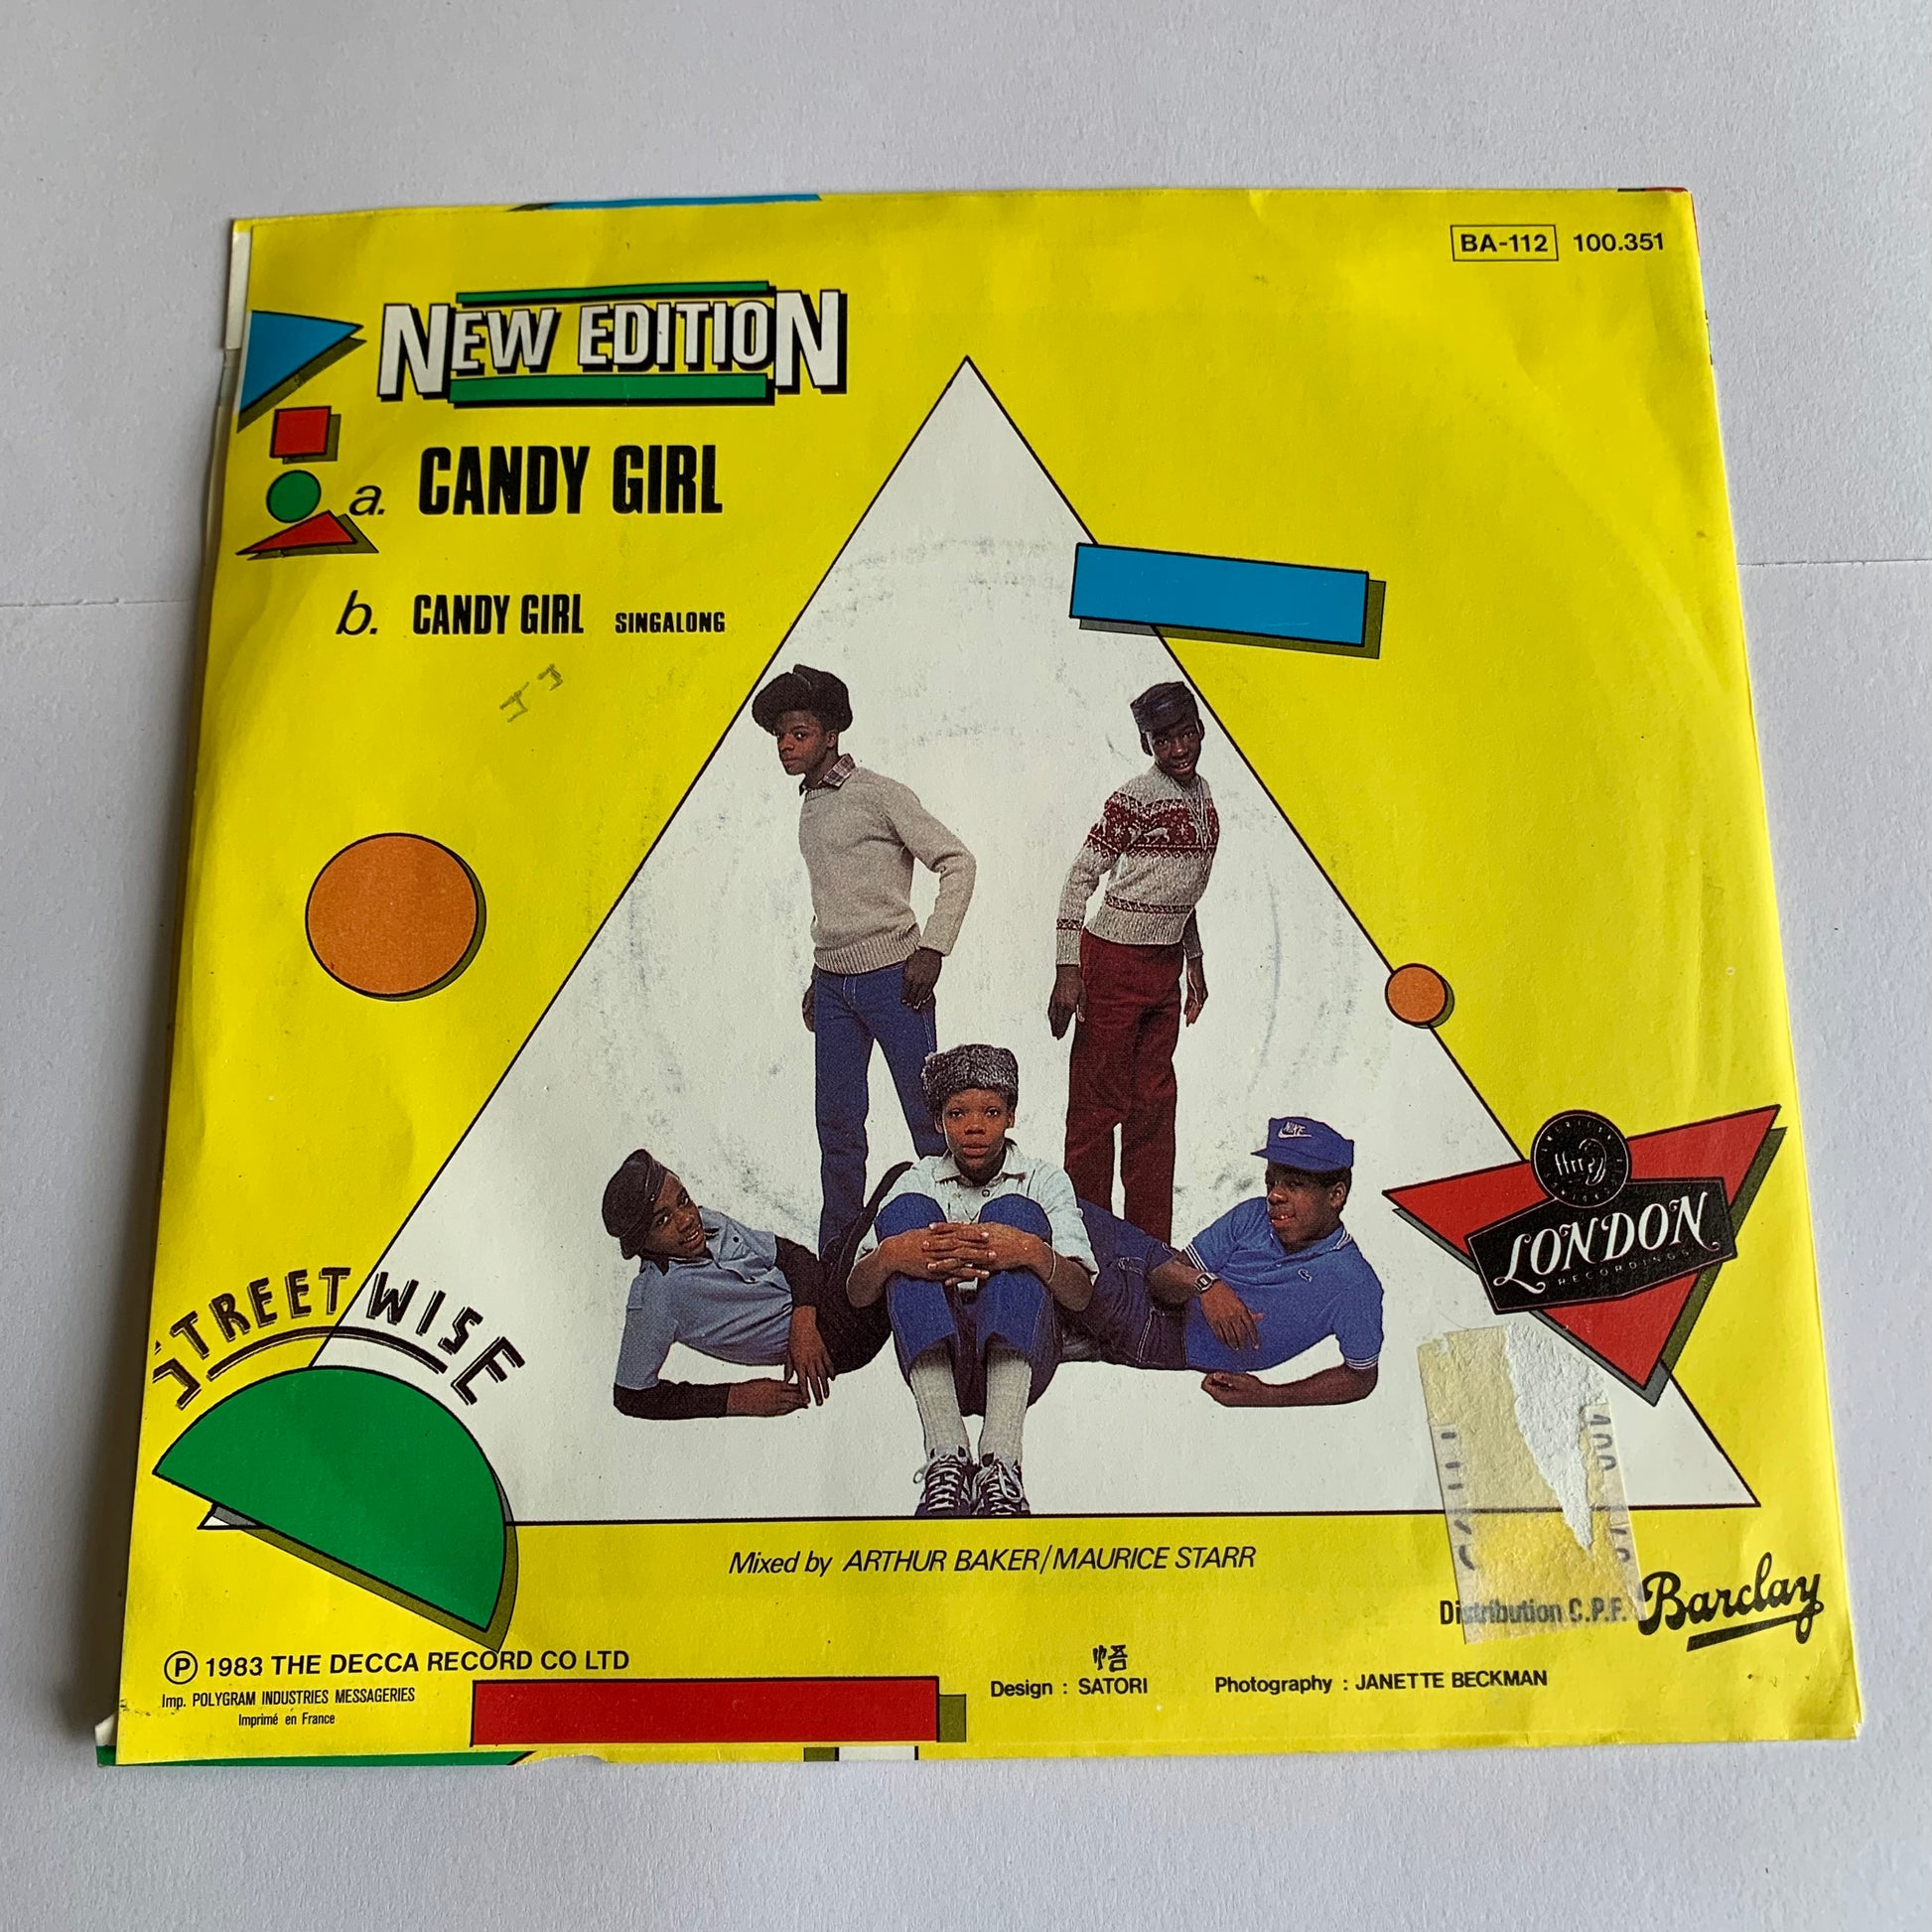 BA-112 100.351
NEW EDITION
a. CANDY GIRL
b. CANDY GIRL SINGALONG
NIKE
LONDON
RECORDINGS
STREETWISE
Mixed by ARTHUR BAKER/MAURICE STARR
Distribution C.P.F. Barclay
℗ 1983 THE DECCA RECORD CO LTD
Imp. POLYGRAM INDUSTRIES MESSAGERIES
Imprimé en France
悟
Design : SATORI Photography : JANETTE BECKMAN